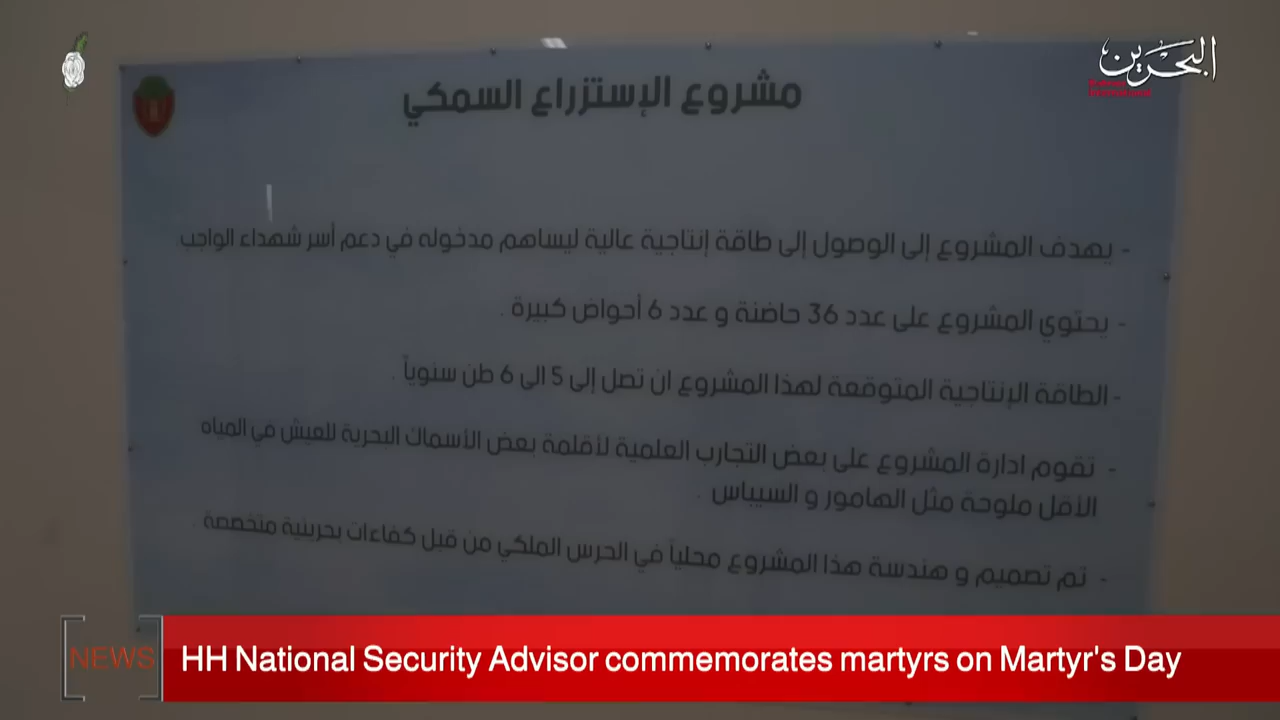 البحرين
مشروع الإستزراع السمكي
- يهدف المشروع إلى الوصول إلى طاقة إنتاجية عالية ليساهم مدخوله في دعم أسر شهداء الواجب
- يحتوي المشروع على عدد 36 حاضنة و عدد 6 أحواض كبيرة .
- الطاقة الإنتاجية المتوقعة لهذا المشروع ان تصل إلى 5 الى 6 طن سنوياً .
- تقوم ادارة المشروع على بعض التجارب العلمية لأقلمة بعض الأسماك البحرية للعيش في المياه
الأقل ملوحة مثل الهامور و السيباس .
- تم تصميم و هندسة هذا المشروع محلياً في الحرس الملكي من قبل كفاءات بحرينية متخصصة .
NEWS
HH National Security Advisor commemorates martyrs on Martyr's Day